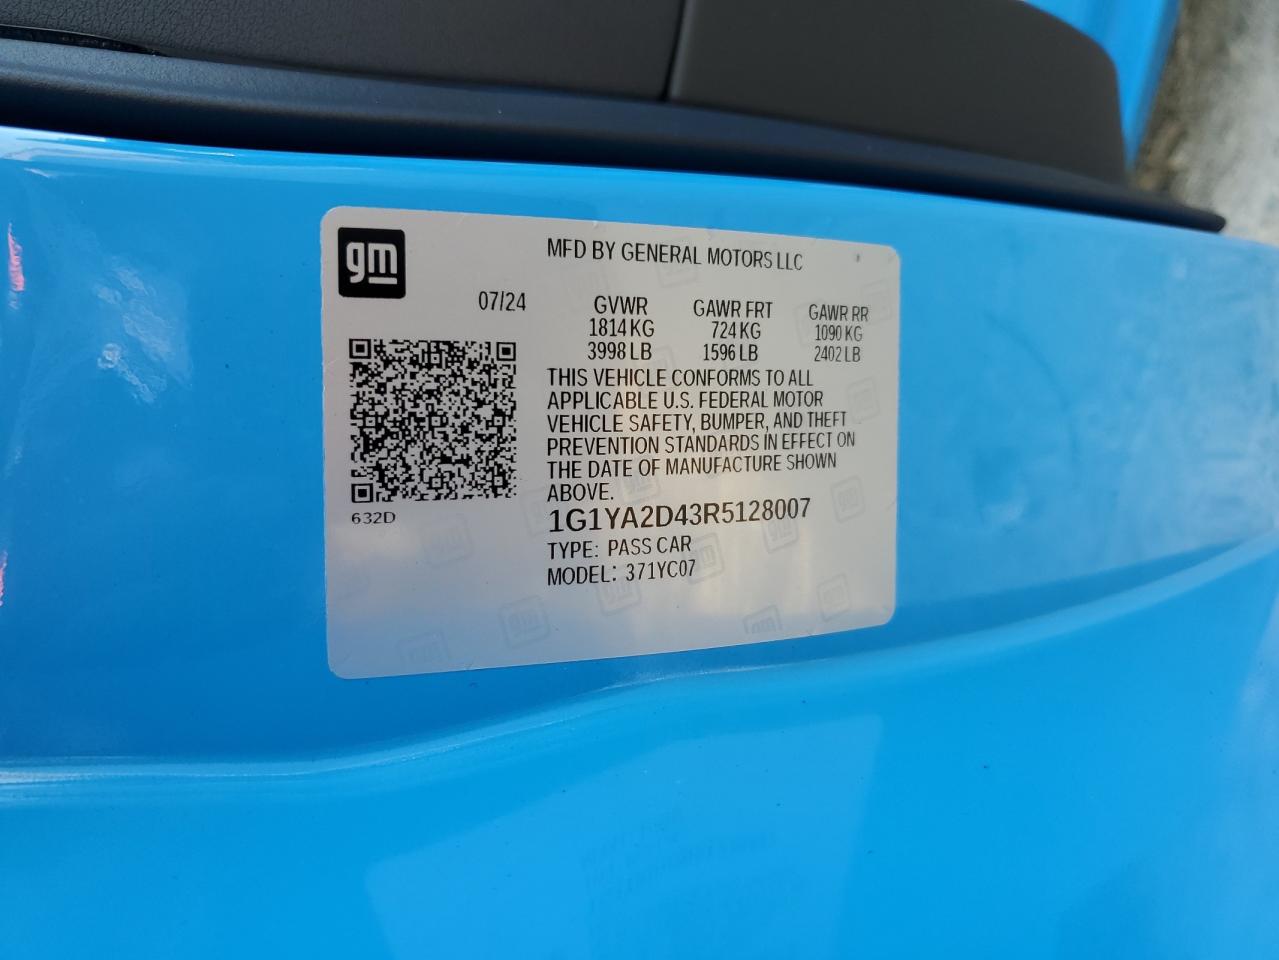 gm
MFD BY GENERAL MOTORS LLC
07/24 GVWR GAWR FRT GAWR RR
1814 KG 724 KG 1090 KG
3998 LB 1596 LB 2402 LB
THIS VEHICLE CONFORMS TO ALL
APPLICABLE U.S. FEDERAL MOTOR
VEHICLE SAFETY, BUMPER, AND THEFT
PREVENTION STANDARDS IN EFFECT ON
THE DATE OF MANUFACTURE SHOWN
ABOVE.
632D
1G1YA2D43R5128007
TYPE: PASS CAR
MODEL: 371YC07